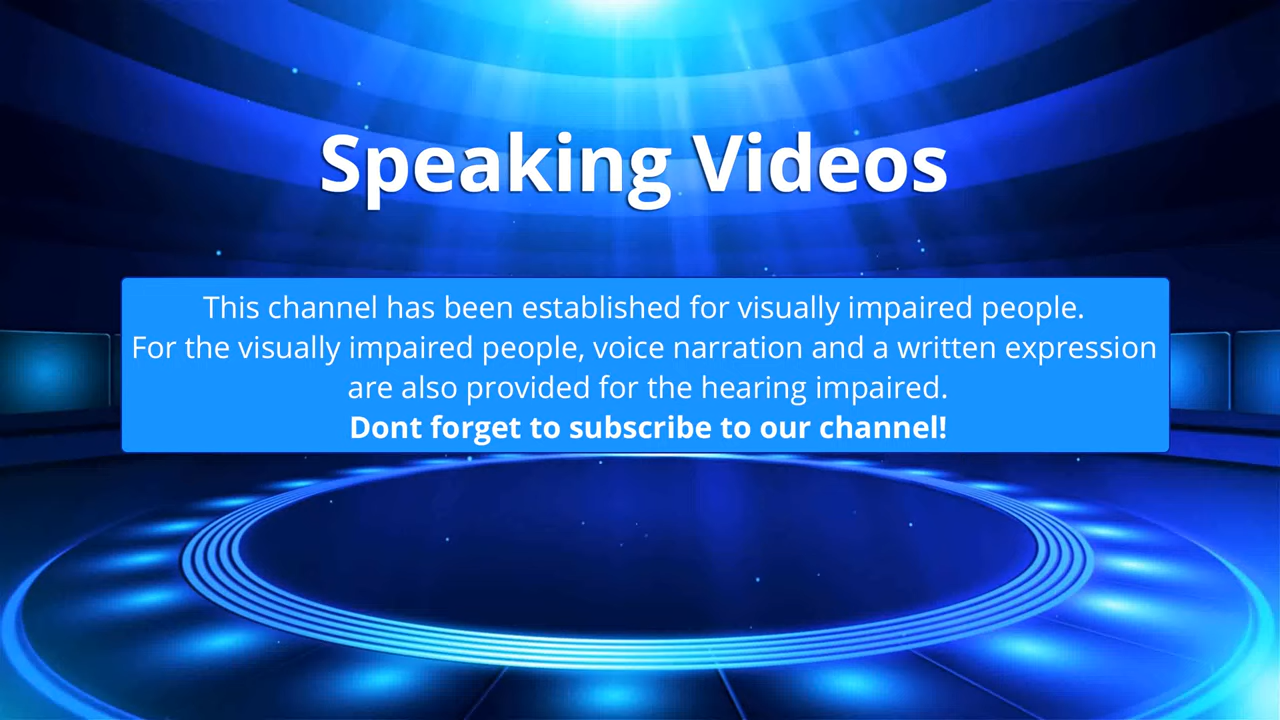 Speaking Videos
This channel has been established for visually impaired people.
For the visually impaired people, voice narration and a written expression
are also provided for the hearing impaired.
Dont forget to subscribe to our channel!